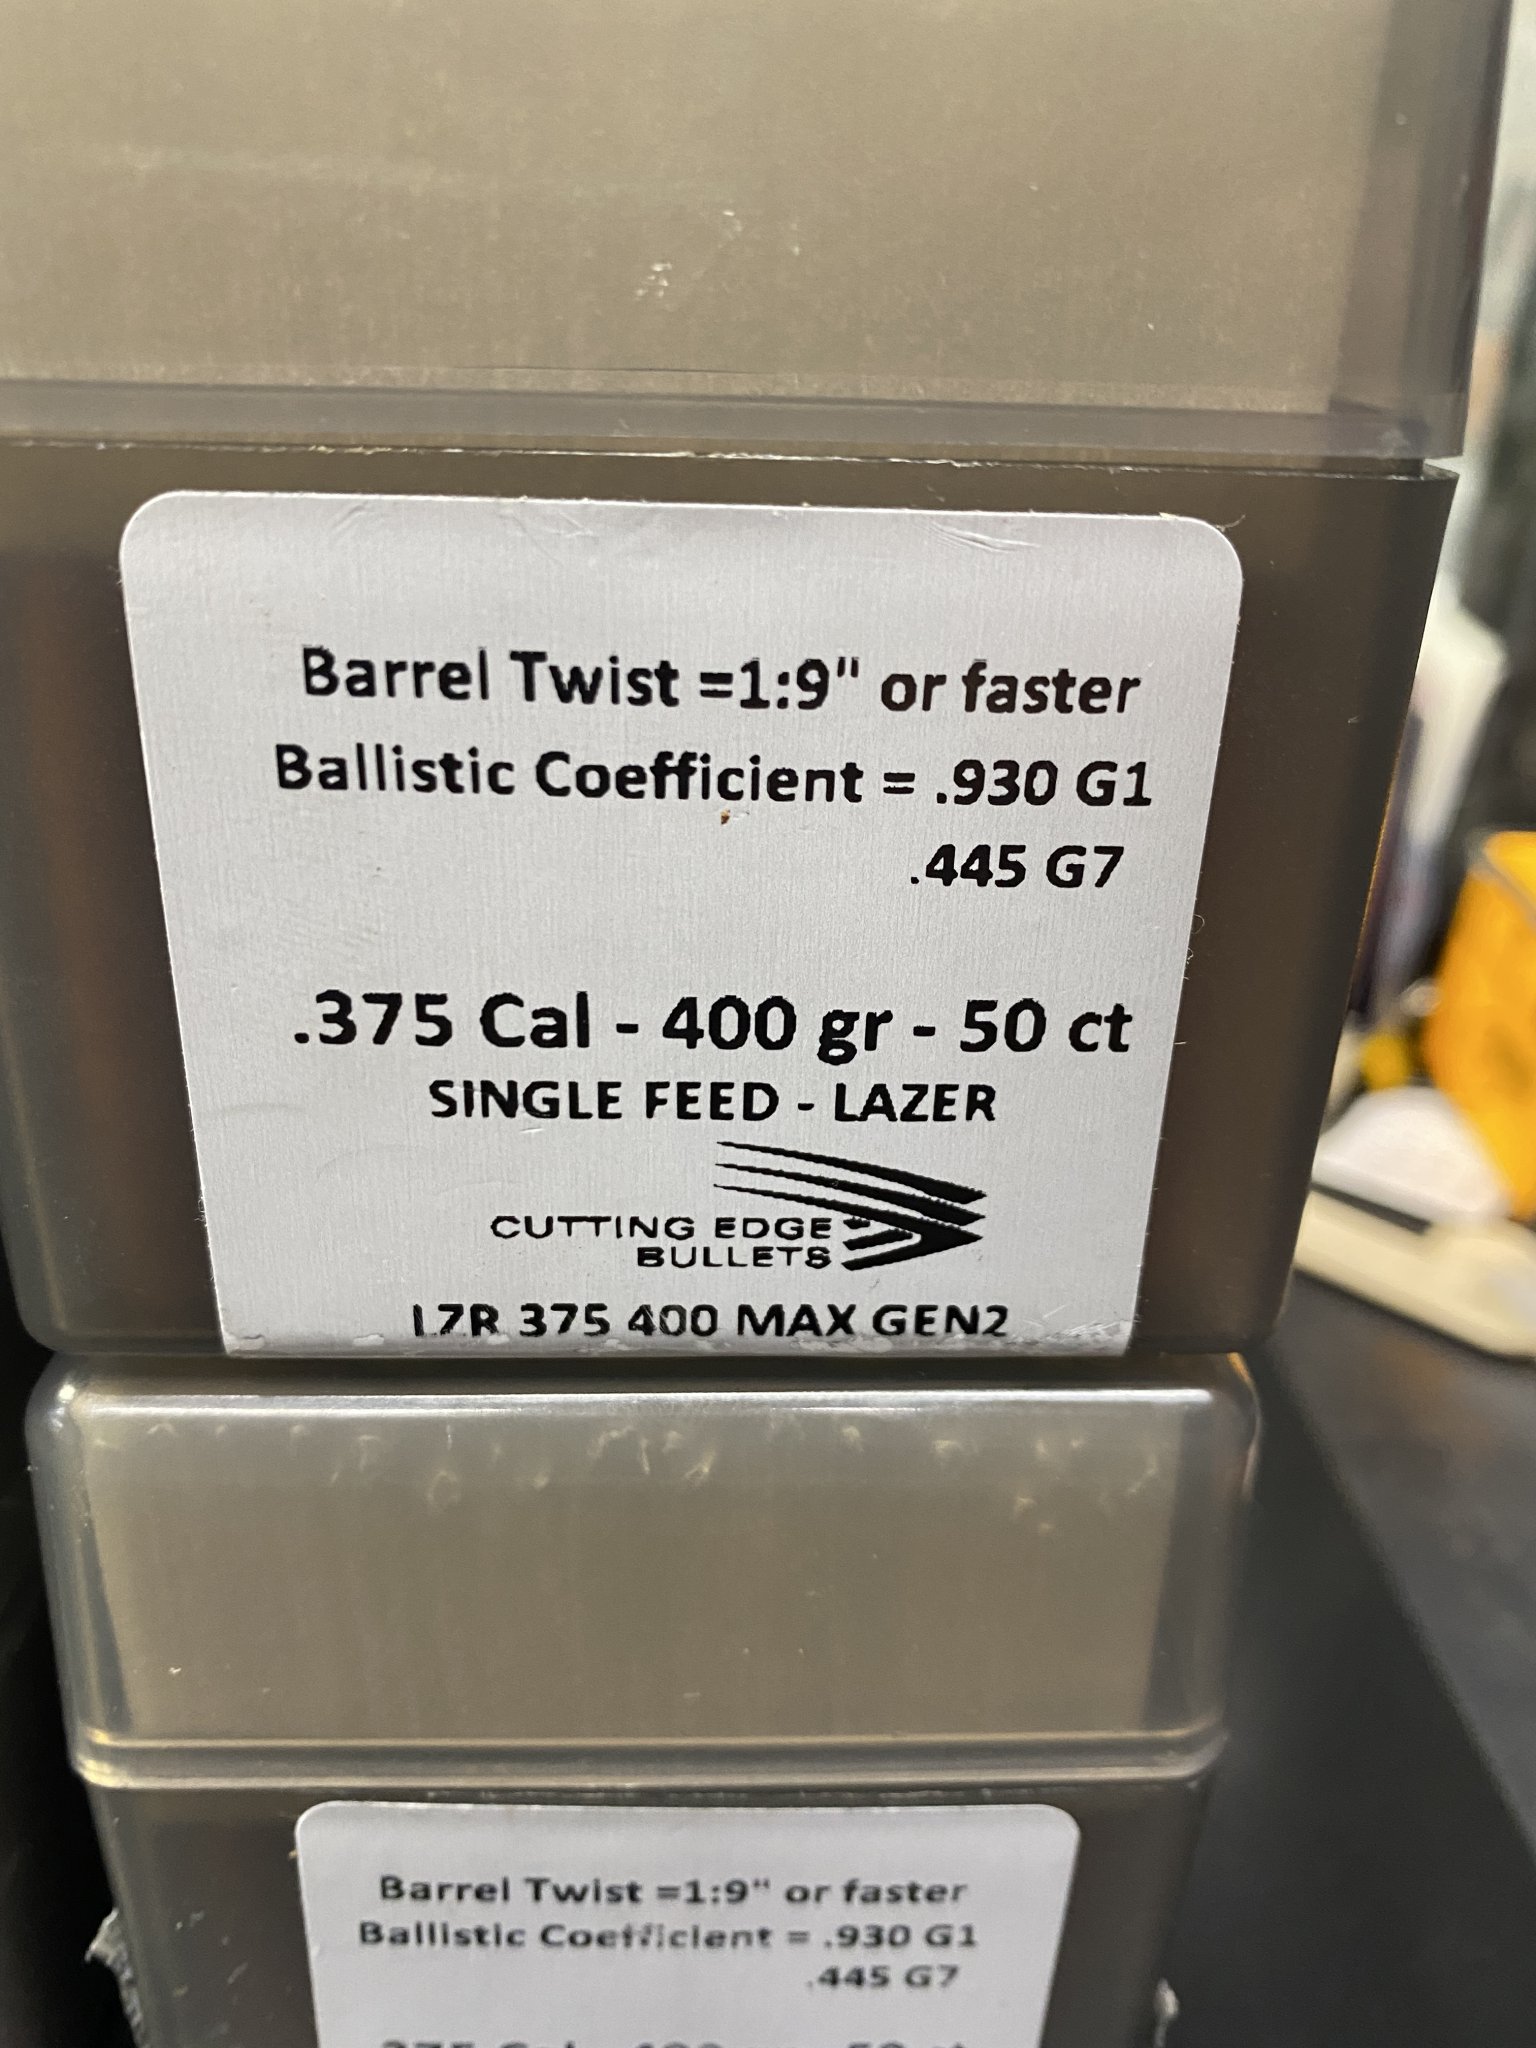 Barrel Twist =1:9" or faster
Ballistic Coefficient = .930 G1
.445 G7
.375 Cal - 400 gr - 50 ct
SINGLE FEED - LAZER
CUTTING EDGE
BULLETS
LZR 375 400 MAX GEN2
Barrel Twist =1:9" or faster
Ballistic Coefficient = .930 G1
.445 G7